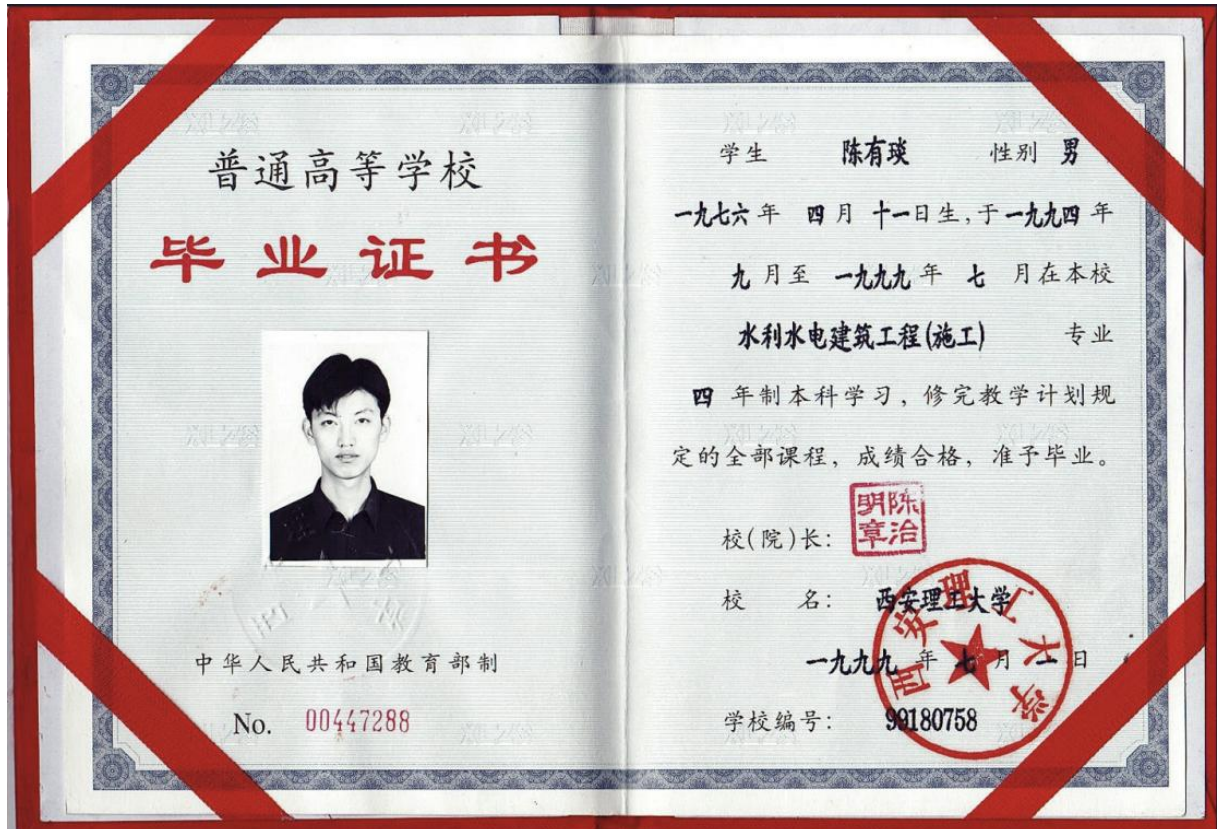 普通高等学校
毕业证书
中华人民共和国教育部制
No. 00447288
学生 陈有琰 性别 男
一九七六年 四月 十一日生,于一九九四年
九月至 一九九九年 七 月在本校
水利水电建筑工程(施工) 专业
四 年制本科学习,修完教学计划规
定的全部课程,成绩合格,准予毕业。
校(院)长: 陈治明章
校 名: 西安理工大学
西安理工大学
一九九九 年 七 月 一 日
学校编号: 99180758